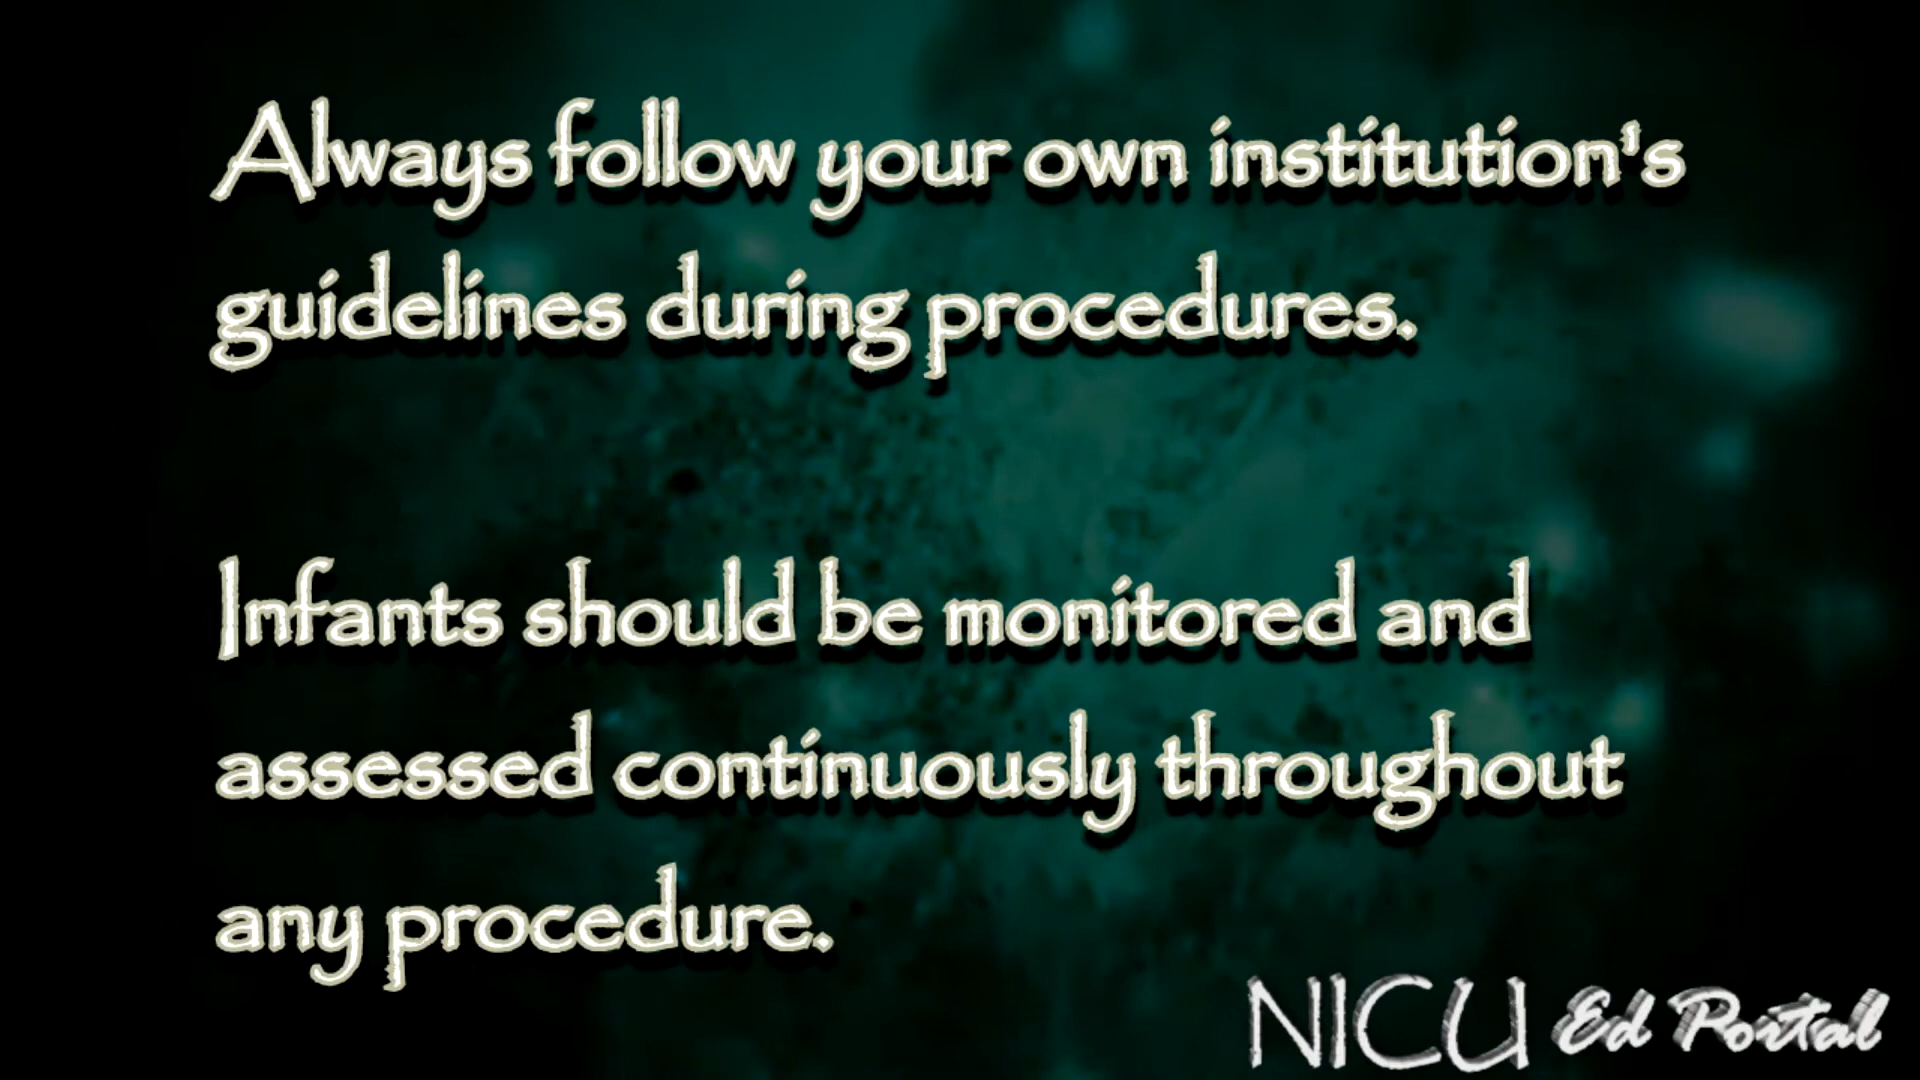 Always follow your own institution's
guidelines during procedures.
Infants should be monitored and
assessed continuously throughout
any procedure.
NICU Ed Portal